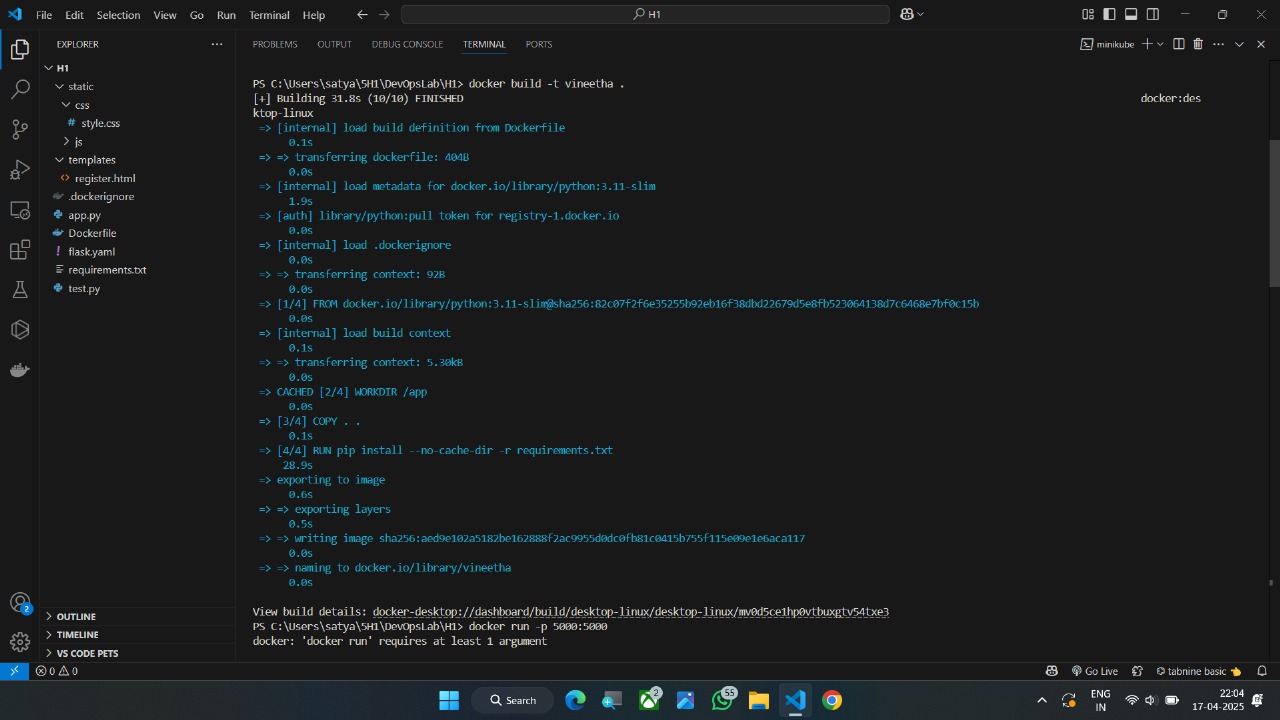 File Edit Selection View Go Run Terminal Help
H1
EXPLORER
PROBLEMS OUTPUT DEBUG CONSOLE TERMINAL PORTS
minikube
H1
static
css
# style.css
js
templates
<> register.html
.dockerignore
app.py
Dockerfile
! flask.yaml
requirements.txt
test.py
OUTLINE
TIMELINE
VS CODE PETS
2
PS C:\Users\satya\5H1\DevOpsLab\H1> docker build -t vineetha .
[+] Building 31.8s (10/10) FINISHED docker:des
ktop-linux
=> [internal] load build definition from Dockerfile
0.1s
=> => transferring dockerfile: 404B
0.0s
=> [internal] load metadata for docker.io/library/python:3.11-slim
1.9s
=> [auth] library/python:pull token for registry-1.docker.io
0.0s
=> [internal] load .dockerignore
0.0s
=> => transferring context: 92B
0.0s
=> [1/4] FROM docker.io/library/python:3.11-slim@sha256:82c07f2f6e35255b92eb16f38dbd22679d5e8fb523064138d7c6468e7bf0c15b
0.0s
=> [internal] load build context
0.1s
=> => transferring context: 5.30kB
0.0s
=> CACHED [2/4] WORKDIR /app
0.0s
=> [3/4] COPY . .
0.1s
=> [4/4] RUN pip install --no-cache-dir -r requirements.txt
28.9s
=> exporting to image
0.6s
=> => exporting layers
0.5s
=> => writing image sha256:aed9e102a5182be162888f2ac9955d0dc0fb81c0415b755f115e09e1e6aca117
0.0s
=> => naming to docker.io/library/vineetha
0.0s
View build details: docker-desktop://dashboard/build/desktop-linux/desktop-linux/mv0d5ce1hp0vtbuxgtv54txe3
PS C:\Users\satya\5H1\DevOpsLab\H1> docker run -p 5000:5000
docker: 'docker run' requires at least 1 argument
0 0
Go Live
tabnine basic
Search
2
55
ENG
IN
22:04
17-04-2025